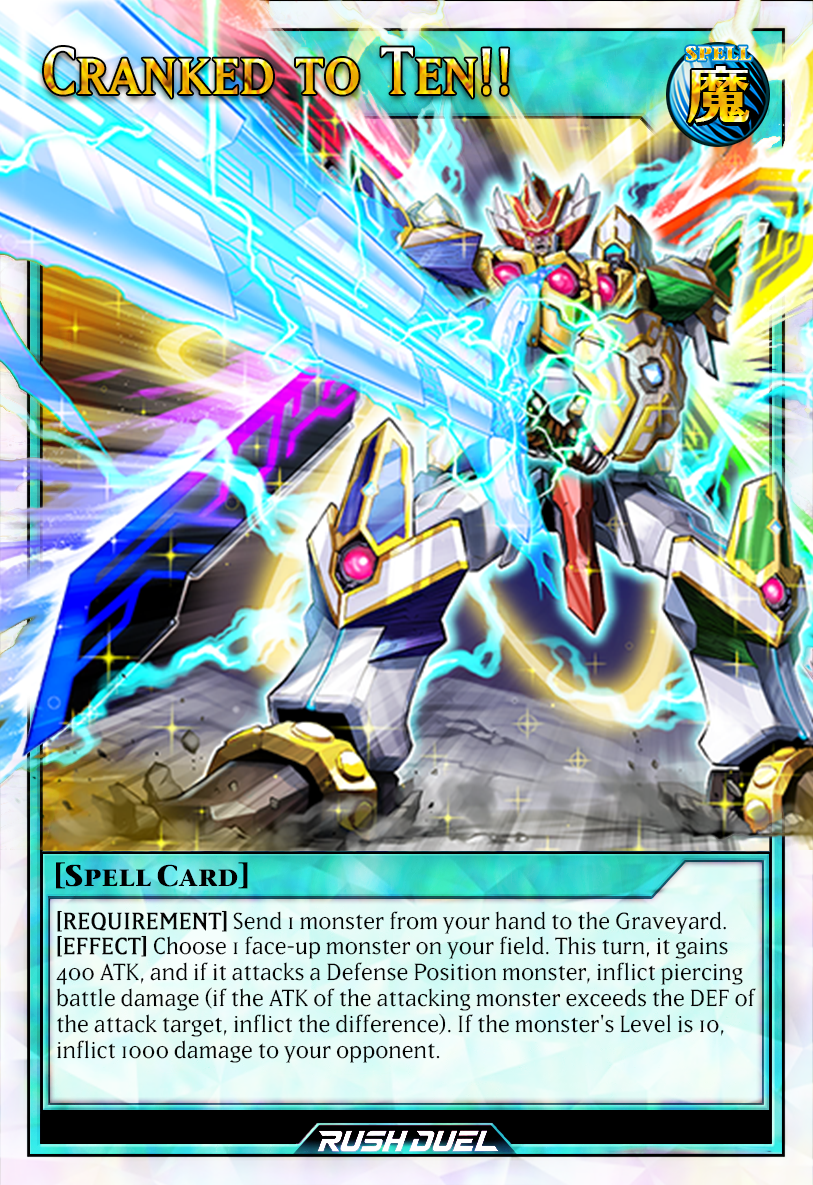 Cranked to Ten!!
SPELL
魔
[Spell Card]
[REQUIREMENT] Send 1 monster from your hand to the Graveyard.
[EFFECT] Choose 1 face-up monster on your field. This turn, it gains
400 ATK, and if it attacks a Defense Position monster, inflict piercing
battle damage (if the ATK of the attacking monster exceeds the DEF of
the attack target, inflict the difference). If the monster's Level is 10,
inflict 1000 damage to your opponent.
RUSH DUEL